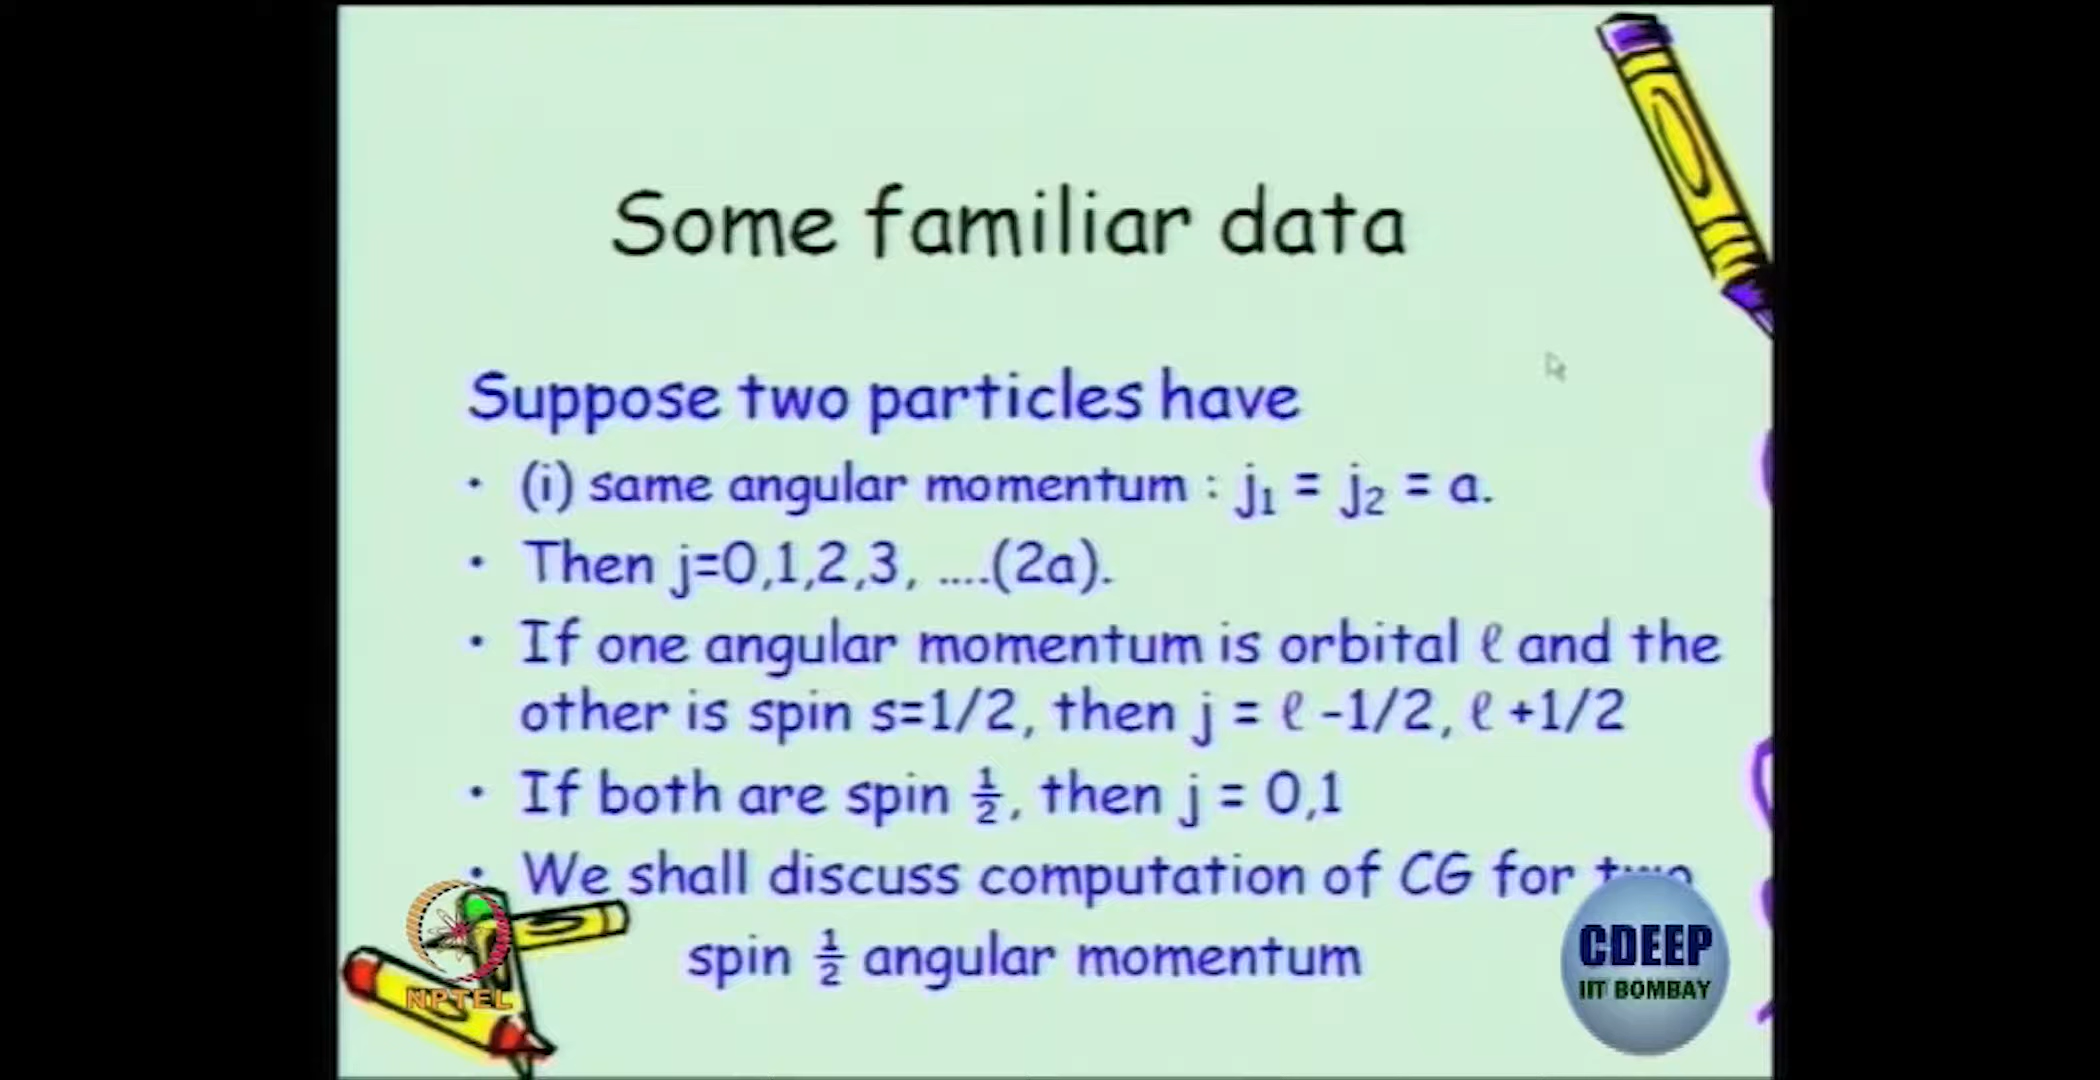 Some familiar data
Suppose two particles have
• (i) same angular momentum : j₁ = j₂ = a.
• Then j=0,1,2,3, ....(2a).
• If one angular momentum is orbital ℓ and the
other is spin s=1/2, then j = ℓ -1/2, ℓ +1/2
• If both are spin ½, then j = 0,1
• We shall discuss computation of CG for two
spin ½ angular momentum
NPTEL
CDEEP
IIT BOMBAY